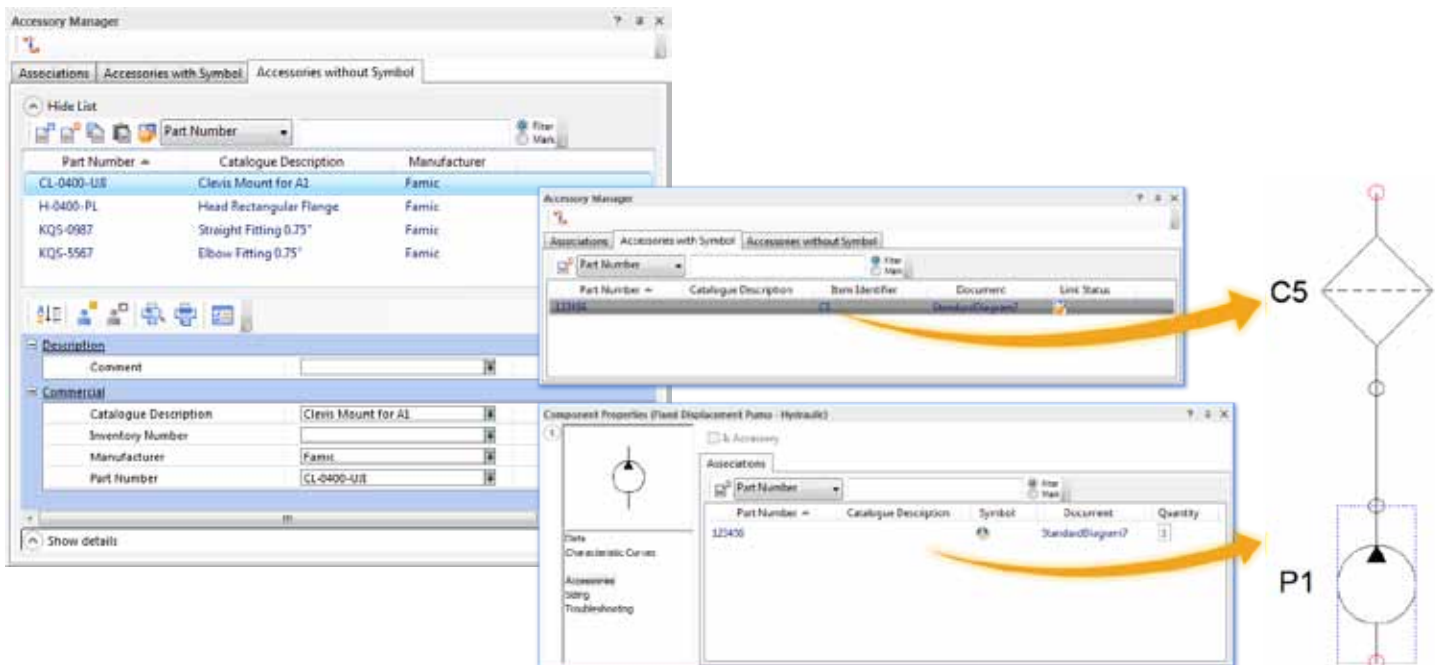 Accessory Manager
Associations Accessories with Symbol Accessories without Symbol
Hide List
Part Number Filter
Mark
Part Number Catalogue Description Manufacturer
CL-0400-UJI Clevis Mount for A1 Famic
H-0400-PL Head Rectangular Flange Famic
KQS-0987 Straight Fitting 0.75" Famic
KQS-5567 Elbow Fitting 0.75" Famic
Description
Comment
Commercial
Catalogue Description Clevis Mount for A1
Inventory Number
Manufacturer Famic
Part Number CL-0400-UJI
Show details
Accessory Manager
Associations Accessories with Symbol Accessories without Symbol
Part Number Filter
Mark
Part Number Catalogue Description Item Identifier Document Link Status
123456 C5 StandardDiagram7
Component Properties (Fixed Displacement Pump - Hydraulic)
Is Accessory
Associations
Part Number Filter
Mark
Part Number Catalogue Description Symbol Document Quantity
123456 StandardDiagram7 1
Data
Characteristic Curves
Accessories
Sizing
Troubleshooting
C5
P1